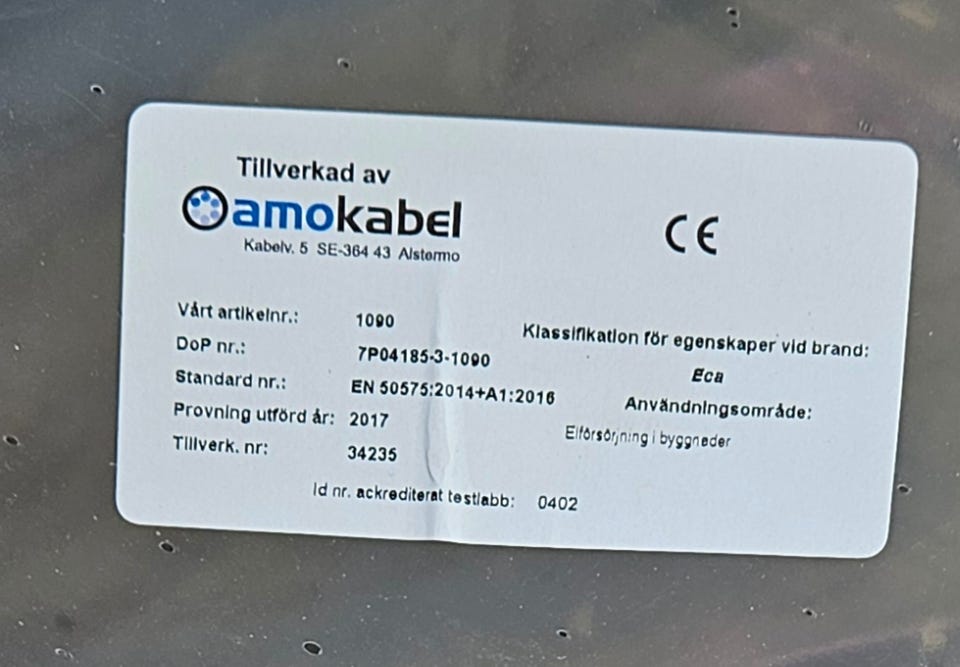 Tillverkad av
amokabel
Kabelv. 5 SE-364 43 Alstermo
CE
Vårt artikelnr.: 1090
DoP nr.: 7P04185-3-1090
Standard nr.: EN 50575:2014+A1:2016
Provning utförd år: 2017
Tillverk. nr: 34235
Id nr. ackrediterat testlabb: 0402
Klassifikation för egenskaper vid brand:
Eca
Användningsområde:
Elförsörjning i byggneder